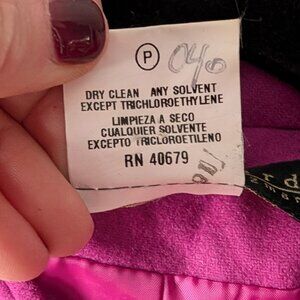 P
DRY CLEAN ANY SOLVENT
EXCEPT TRICHLOROETHYLENE
LIMPIEZA A SECO
CUALQUIER SOLVENTE
EXCEPTO TRICLOROETILENO
RN 40679